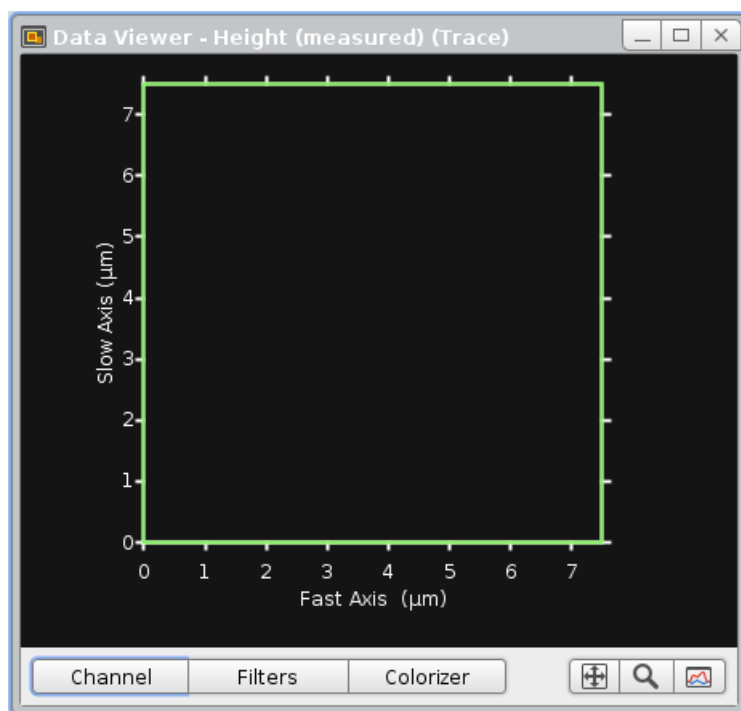 Data Viewer - Height (measured) (Trace)
7
6
5
4
3
2
1
0
Slow Axis (µm)
0 1 2 3 4 5 6 7
Fast Axis (µm)
Channel Filters Colorizer